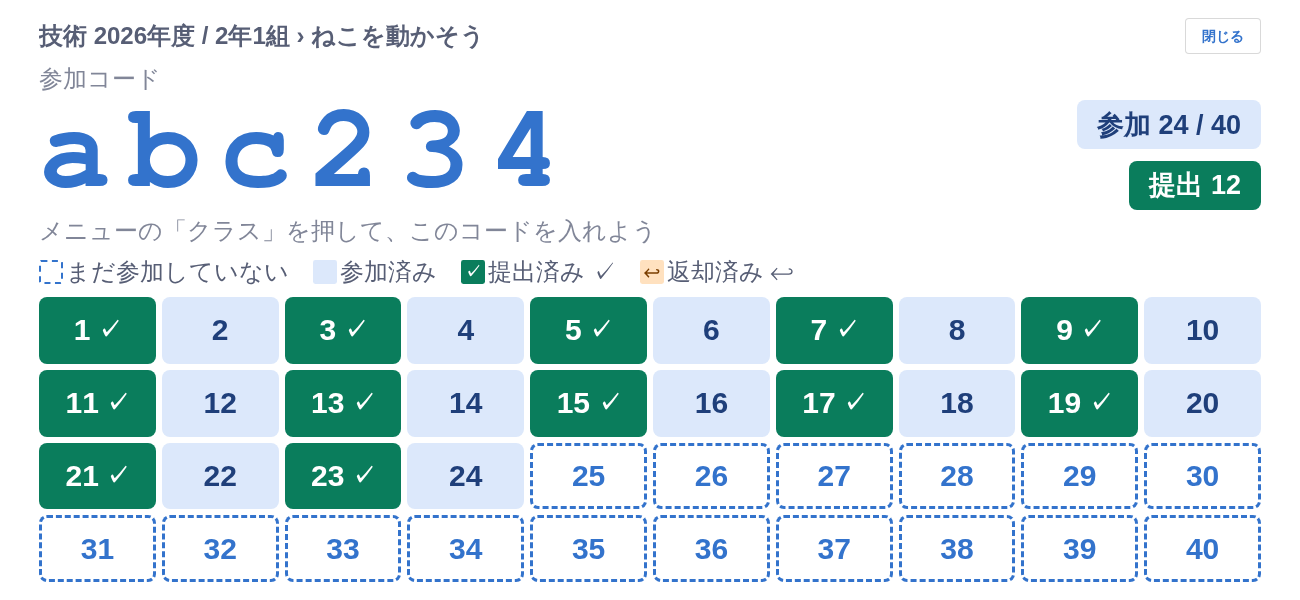 技術 2026年度 / 2年1組 › ねこを動かそう
閉じる
参加コード
abc234
参加 24 / 40
提出 12
メニューの「クラス」を押して、このコードを入れよう
まだ参加していない 参加済み ✓ 提出済み ✓ ↩ 返却済み ↩
1 ✓ 2 3 ✓ 4 5 ✓ 6 7 ✓ 8 9 ✓ 10
11 ✓ 12 13 ✓ 14 15 ✓ 16 17 ✓ 18 19 ✓ 20
21 ✓ 22 23 ✓ 24 25 26 27 28 29 30
31 32 33 34 35 36 37 38 39 40